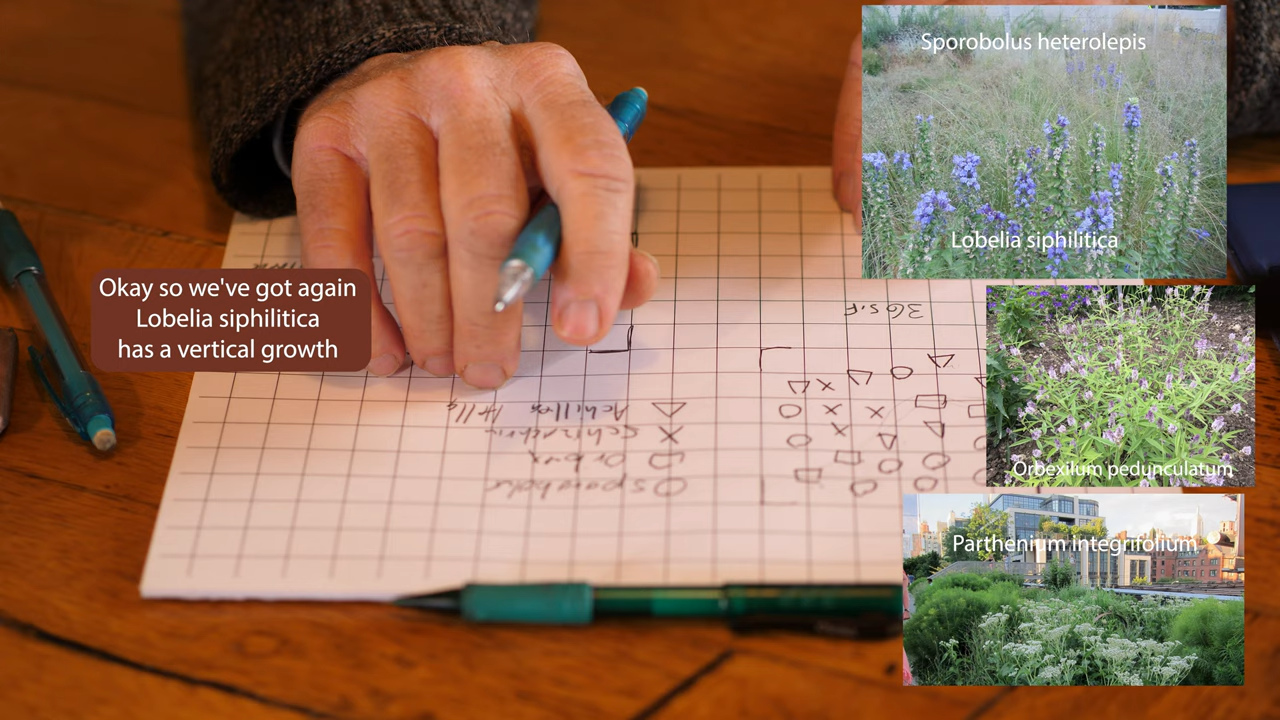 Sporobolus heterolepis
Lobelia siphilitica
Okay so we've got again
Lobelia siphilitica
has a vertical growth
36 S.F
Orbexilum pedunculatum
Parthenium integrifolium